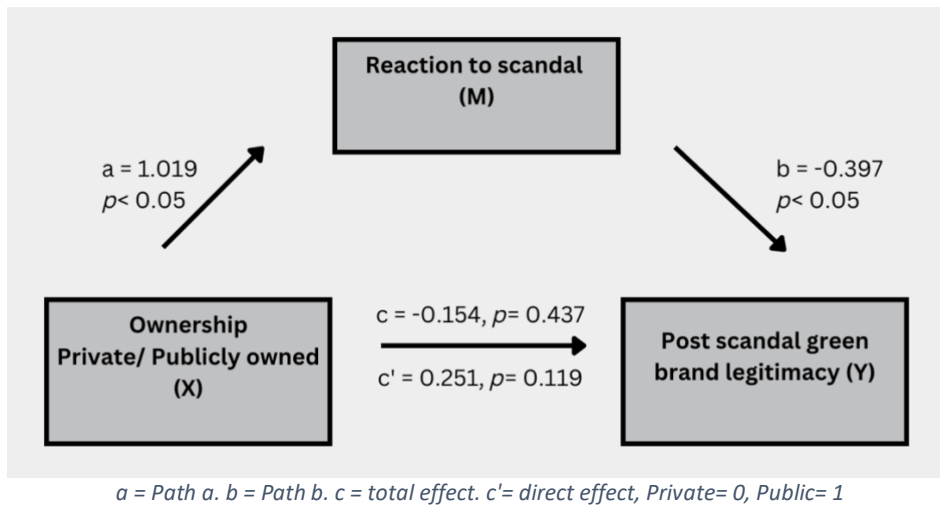 Reaction to scandal
(M)
a = 1.019
p< 0.05
b = -0.397
p< 0.05
Ownership
Private/ Publicly owned
(X)
c = -0.154, p= 0.437
c' = 0.251, p= 0.119
Post scandal green
brand legitimacy (Y)
a = Path a. b = Path b. c = total effect. c'= direct effect, Private= 0, Public= 1